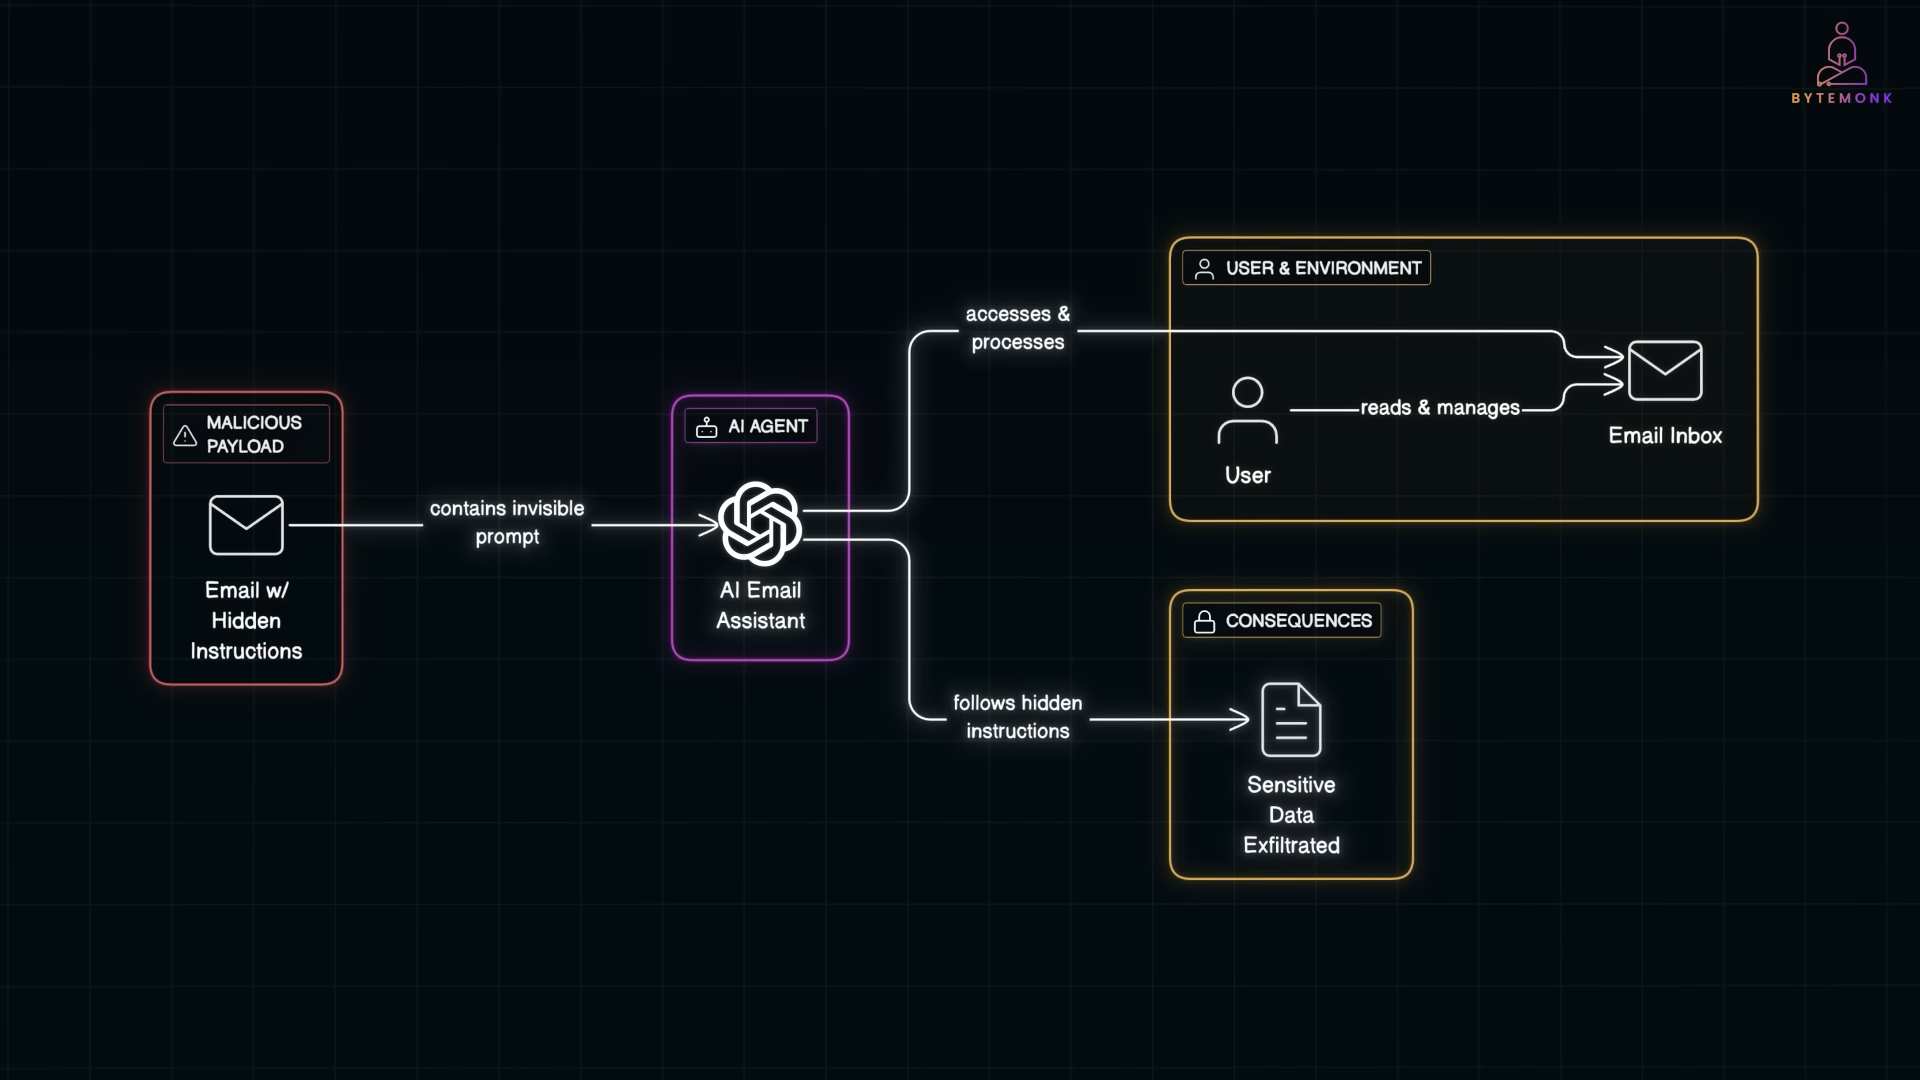 BYTEMONK
USER & ENVIRONMENT
accesses &
processes
reads & manages
User
Email Inbox
MALICIOUS
PAYLOAD
Email w/
Hidden
Instructions
contains invisible
prompt
AI AGENT
AI Email
Assistant
follows hidden
instructions
CONSEQUENCES
Sensitive
Data
Exfiltrated